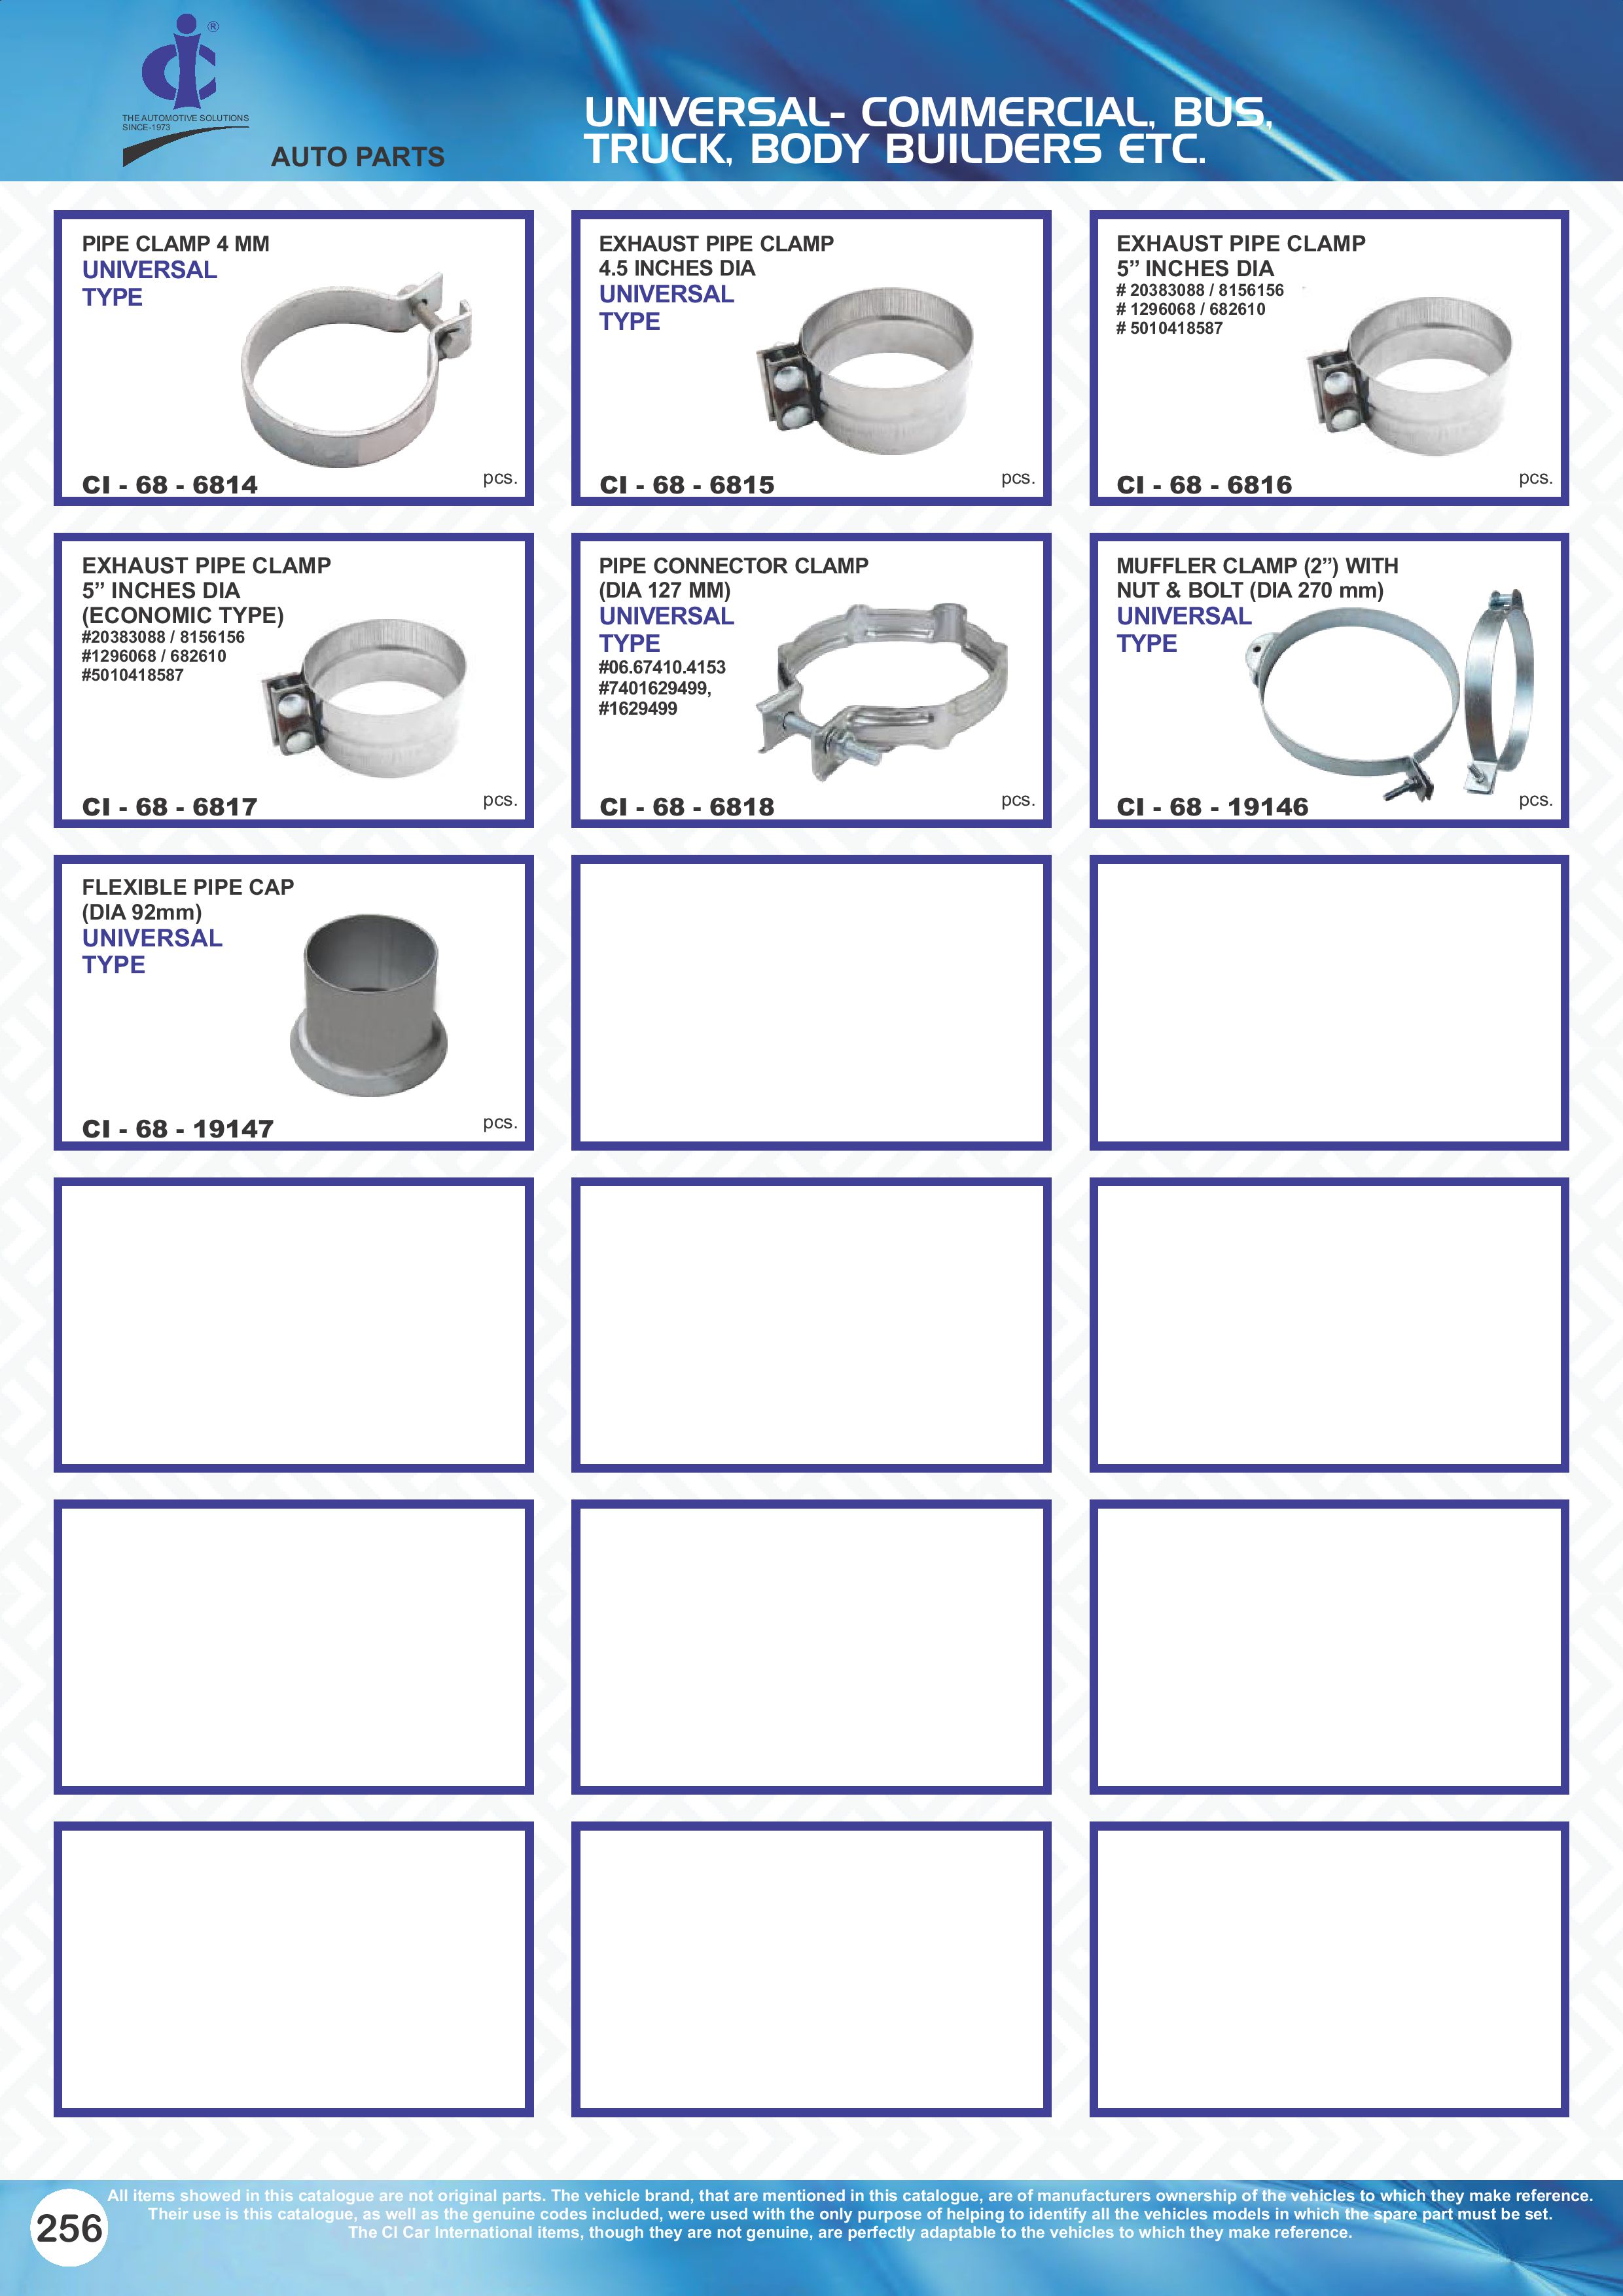 ®
THE AUTOMOTIVE SOLUTIONS
SINCE-1973
AUTO PARTS
UNIVERSAL- COMMERCIAL, BUS,
TRUCK, BODY BUILDERS ETC.
PIPE CLAMP 4 MM
UNIVERSAL
TYPE
CI - 68 - 6814
pcs.
EXHAUST PIPE CLAMP
4.5 INCHES DIA
UNIVERSAL
TYPE
CI - 68 - 6815
pcs.
EXHAUST PIPE CLAMP
5” INCHES DIA
# 20383088 / 8156156
# 1296068 / 682610
# 5010418587
CI - 68 - 6816
pcs.
EXHAUST PIPE CLAMP
5” INCHES DIA
(ECONOMIC TYPE)
#20383088 / 8156156
#1296068 / 682610
#5010418587
CI - 68 - 6817
pcs.
PIPE CONNECTOR CLAMP
(DIA 127 MM)
UNIVERSAL
TYPE
#06.67410.4153
#7401629499,
#1629499
CI - 68 - 6818
pcs.
MUFFLER CLAMP (2”) WITH
NUT & BOLT (DIA 270 mm)
UNIVERSAL
TYPE
CI - 68 - 19146
pcs.
FLEXIBLE PIPE CAP
(DIA 92mm)
UNIVERSAL
TYPE
CI - 68 - 19147
pcs.
256
All items showed in this catalogue are not original parts. The vehicle brand, that are mentioned in this catalogue, are of manufacturers ownership of the vehicles to which they make reference.
Their use is this catalogue, as well as the genuine codes included, were used with the only purpose of helping to identify all the vehicles models in which the spare part must be set.
The CI Car International items, though they are not genuine, are perfectly adaptable to the vehicles to which they make reference.